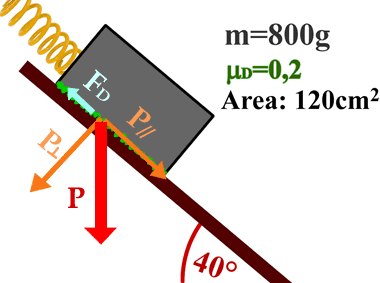 m=800g
μD=0,2
Area: 120cm²
FD
P//
P⊥
P
40°